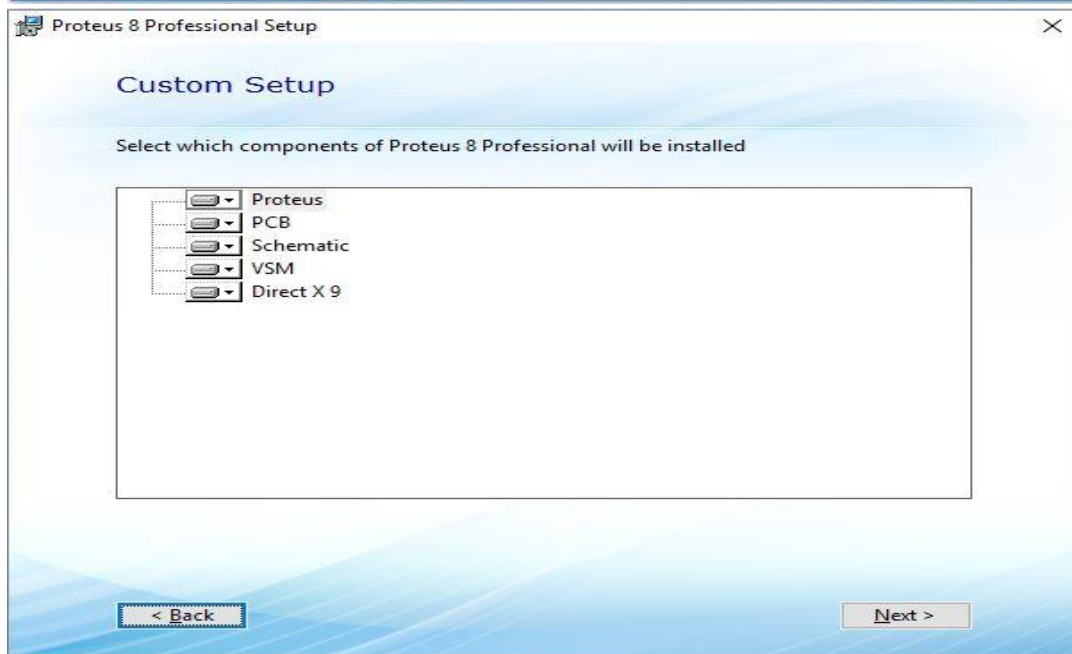 Proteus 8 Professional Setup
Custom Setup
Select which components of Proteus 8 Professional will be installed
Proteus
PCB
Schematic
VSM
Direct X 9
< Back
Next >